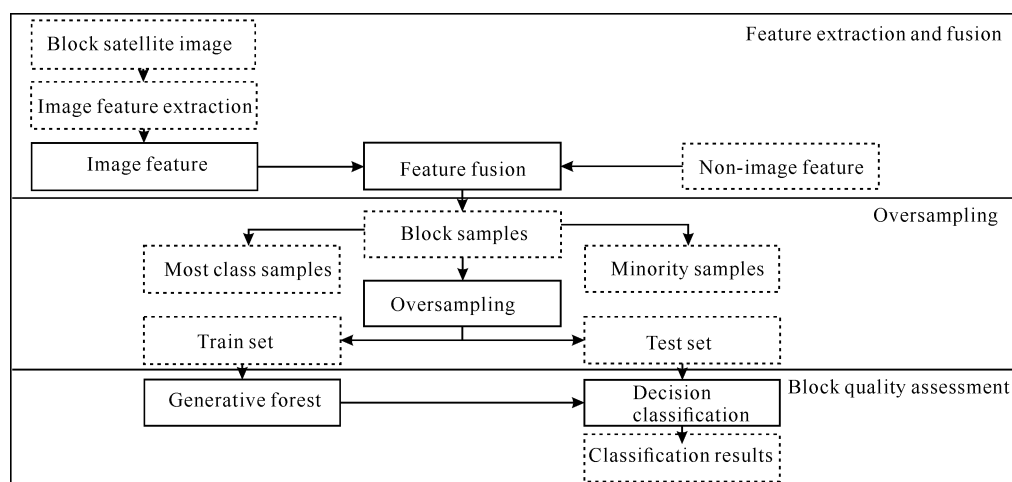 Feature extraction and fusion
Block satellite image
Image feature extraction
Image feature
Feature fusion
Non-image feature
Oversampling
Block samples
Most class samples
Minority samples
Oversampling
Train set
Test set
Block quality assessment
Generative forest
Decision
classification
Classification results